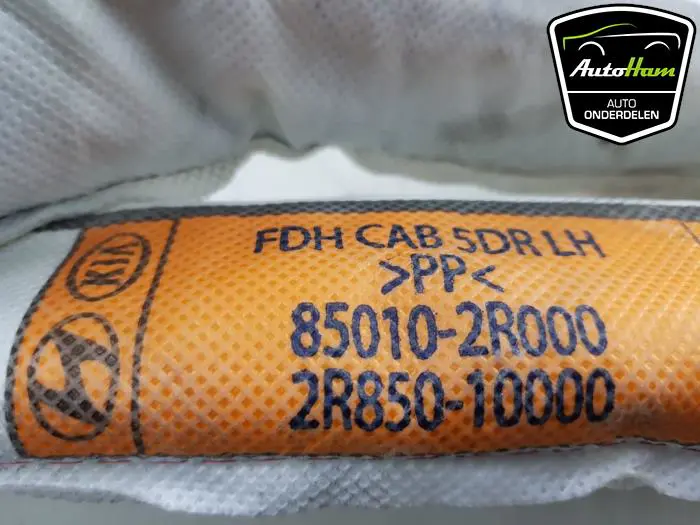 AutoHam
AUTO
ONDERDELEN
KIA
FDH CAB 5DR LH
>PP<
85010-2R000
2R850-10000